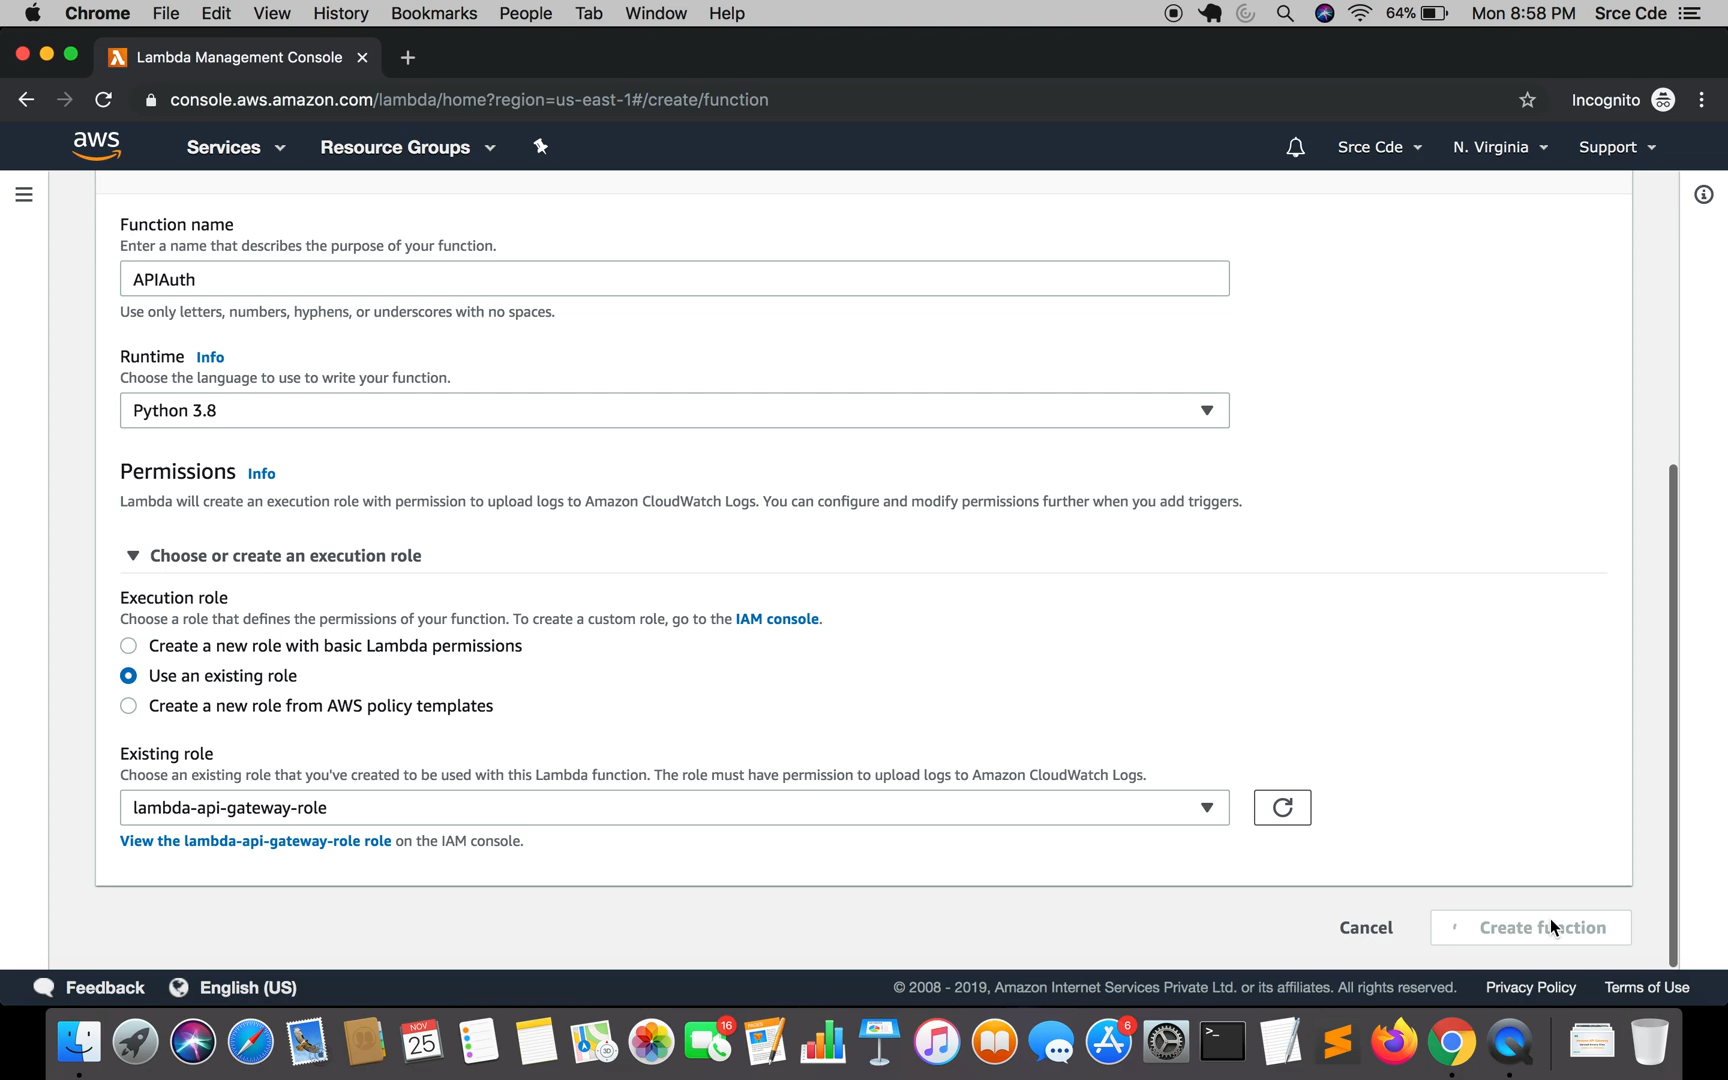 Chrome File Edit View History Bookmarks People Tab Window Help 64% Mon 8:58 PM Srce Cde
Lambda Management Console
console.aws.amazon.com/lambda/home?region=us-east-1#/create/function Incognito
aws Services Resource Groups Srce Cde N. Virginia Support
Function name
Enter a name that describes the purpose of your function.
APIAuth
Use only letters, numbers, hyphens, or underscores with no spaces.
Runtime Info
Choose the language to use to write your function.
Python 3.8
Permissions Info
Lambda will create an execution role with permission to upload logs to Amazon CloudWatch Logs. You can configure and modify permissions further when you add triggers.
Choose or create an execution role
Execution role
Choose a role that defines the permissions of your function. To create a custom role, go to the IAM console.
Create a new role with basic Lambda permissions
Use an existing role
Create a new role from AWS policy templates
Existing role
Choose an existing role that you've created to be used with this Lambda function. The role must have permission to upload logs to Amazon CloudWatch Logs.
lambda-api-gateway-role
View the lambda-api-gateway-role role on the IAM console.
Cancel Create function
Feedback English (US) © 2008 - 2019, Amazon Internet Services Private Ltd. or its affiliates. All rights reserved. Privacy Policy Terms of Use
NOV
25
3D
16
PAGES
6